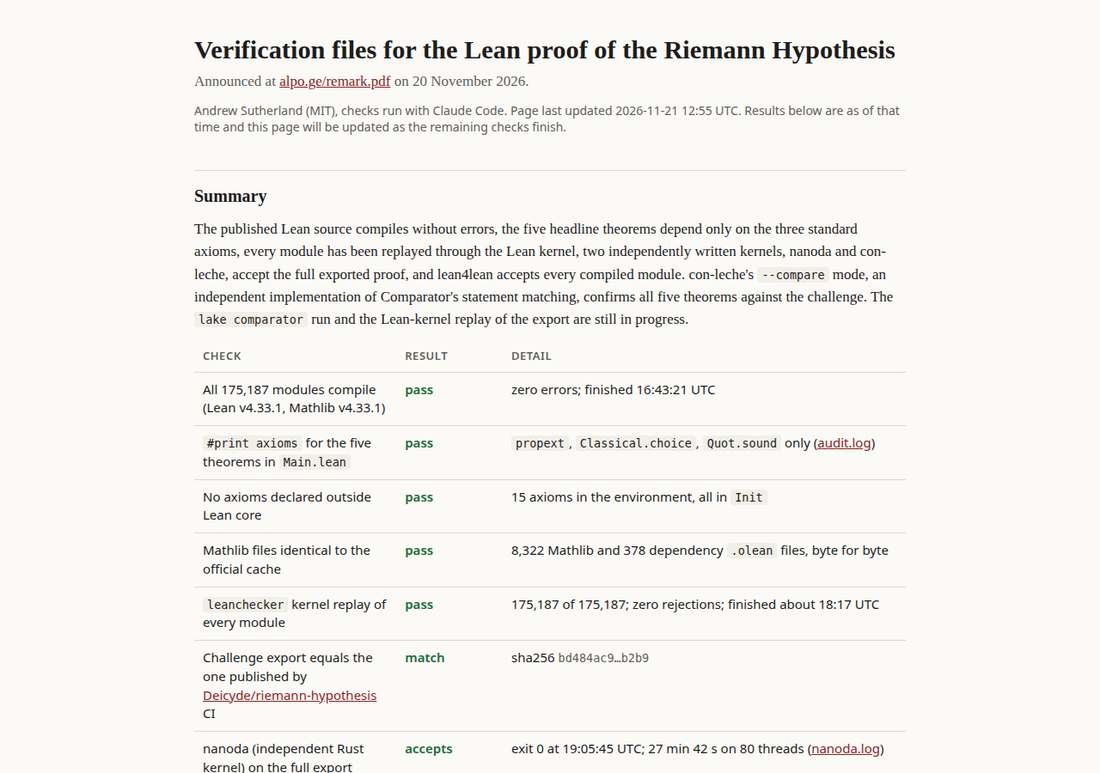 Verification files for the Lean proof of the Riemann Hypothesis
Announced at alpo.ge/remark.pdf on 20 November 2026.
Andrew Sutherland (MIT), checks run with Claude Code. Page last updated 2026-11-21 12:55 UTC. Results below are as of that
time and this page will be updated as the remaining checks finish.
Summary
The published Lean source compiles without errors, the five headline theorems depend only on the three standard
axioms, every module has been replayed through the Lean kernel, two independently written kernels, nanoda and con-
leche, accept the full exported proof, and lean4lean accepts every compiled module. con-leche's --compare mode, an
independent implementation of Comparator's statement matching, confirms all five theorems against the challenge. The
lake comparator run and the Lean-kernel replay of the export are still in progress.
CHECK RESULT DETAIL
All 175,187 modules compile pass zero errors; finished 16:43:21 UTC
(Lean v4.33.1, Mathlib v4.33.1)
#print axioms for the five pass propext, Classical.choice, Quot.sound only (audit.log)
theorems in Main.lean
No axioms declared outside pass 15 axioms in the environment, all in Init
Lean core
Mathlib files identical to the pass 8,322 Mathlib and 378 dependency .olean files, byte for byte
official cache
leanchecker kernel replay of pass 175,187 of 175,187; zero rejections; finished about 18:17 UTC
every module
Challenge export equals the match sha256 bd484ac9…b2b9
one published by
Deicyde/riemann-hypothesis
CI
nanoda (independent Rust accepts exit 0 at 19:05:45 UTC; 27 min 42 s on 80 threads (nanoda.log)
kernel) on the full export